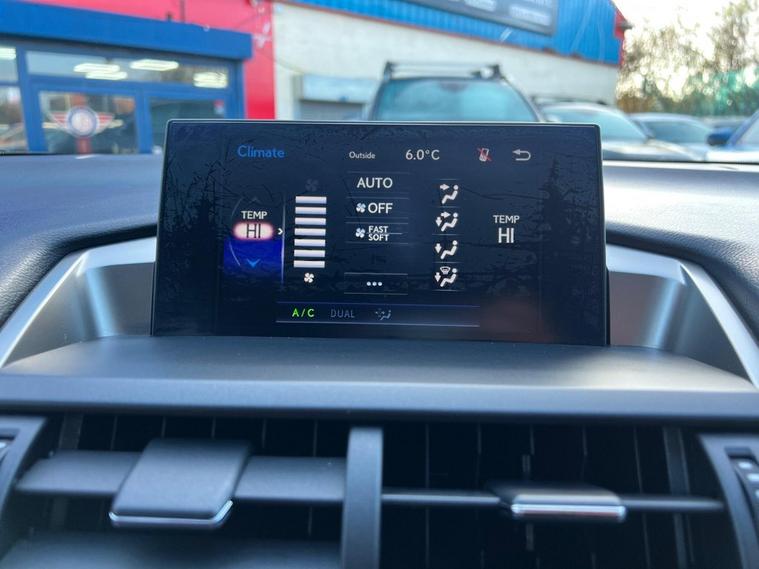 Climate
Outside 6.0°C
AUTO
OFF
FAST
SOFT
TEMP
HI
TEMP
HI
•••
A/C DUAL